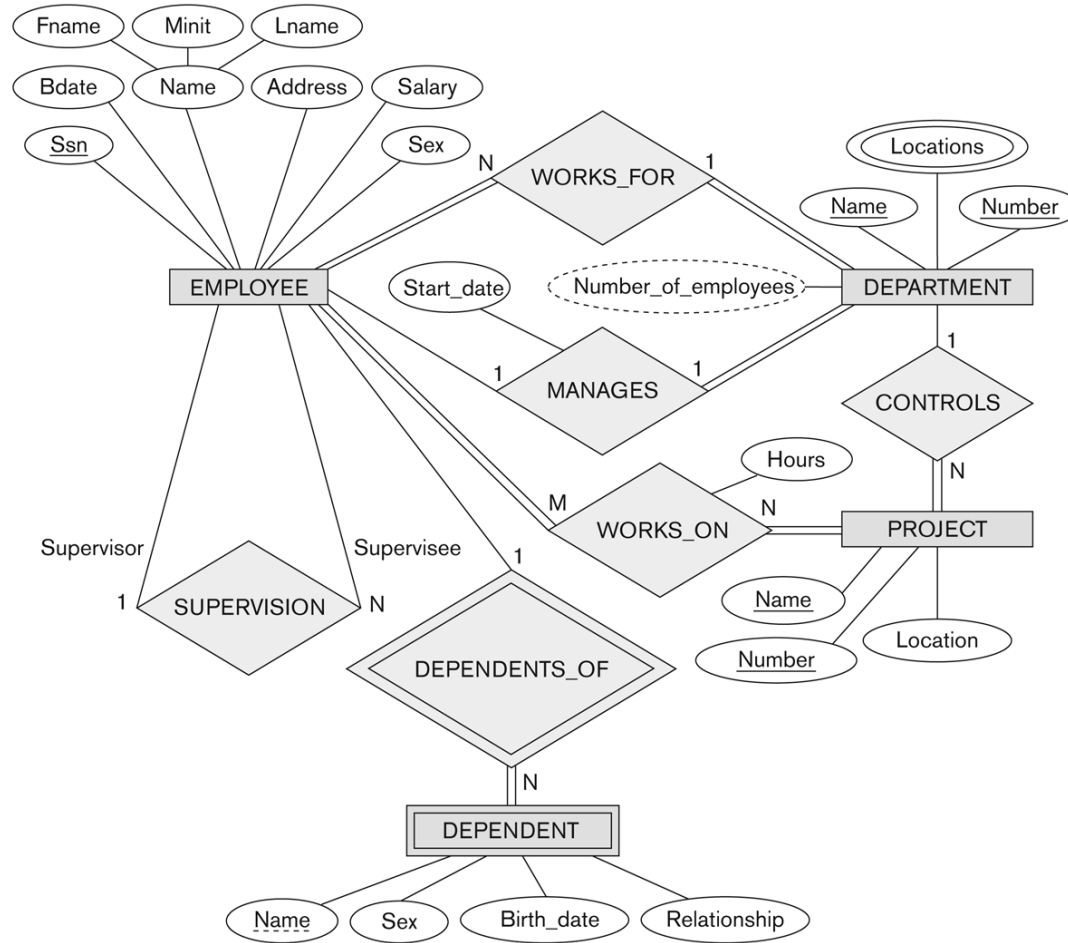 Fname
Minit
Lname
Bdate
Name
Address
Salary
Ssn
Sex
N
WORKS_FOR
1
Locations
Name
Number
EMPLOYEE
Start_date
Number_of_employees
DEPARTMENT
1
MANAGES
1
1
CONTROLS
N
Hours
M
WORKS_ON
N
PROJECT
Supervisor
Supervisee
1
SUPERVISION
N
1
Name
Number
Location
DEPENDENTS_OF
N
DEPENDENT
Name
Sex
Birth_date
Relationship